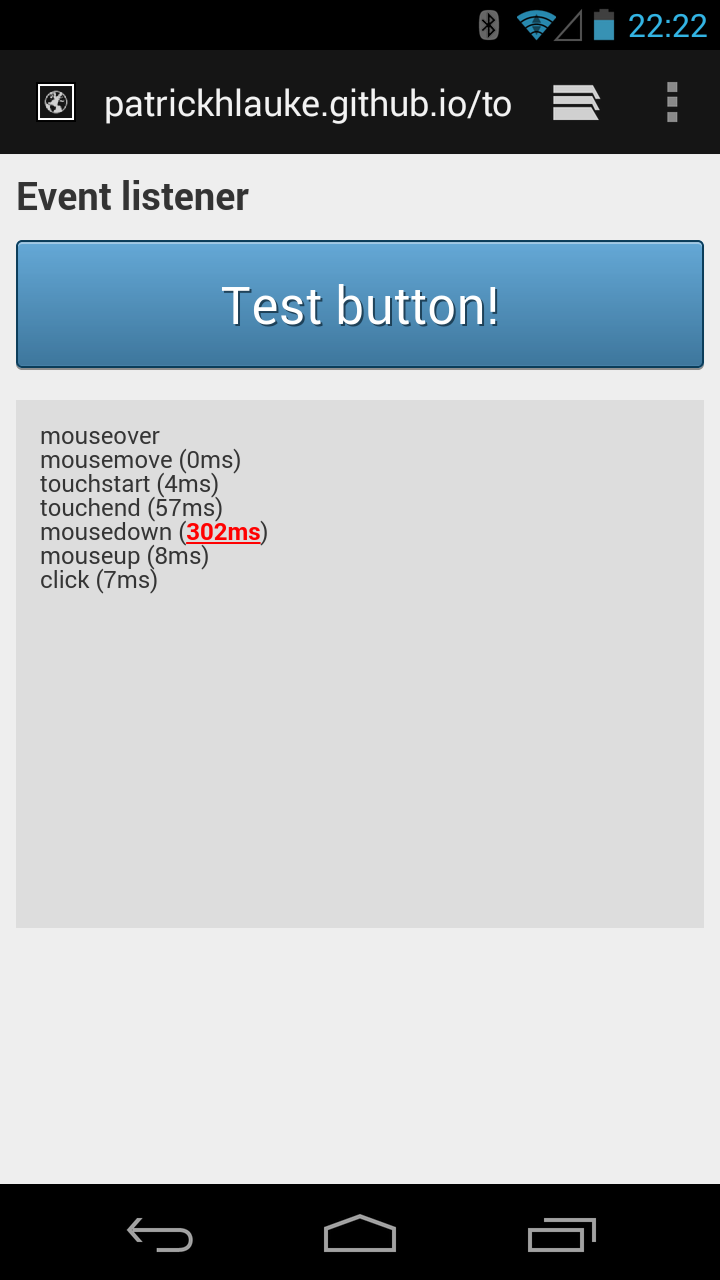 22:22
patrickhlauke.github.io/to
Event listener
Test button!
mouseover
mousemove (0ms)
touchstart (4ms)
touchend (57ms)
mousedown (302ms)
mouseup (8ms)
click (7ms)